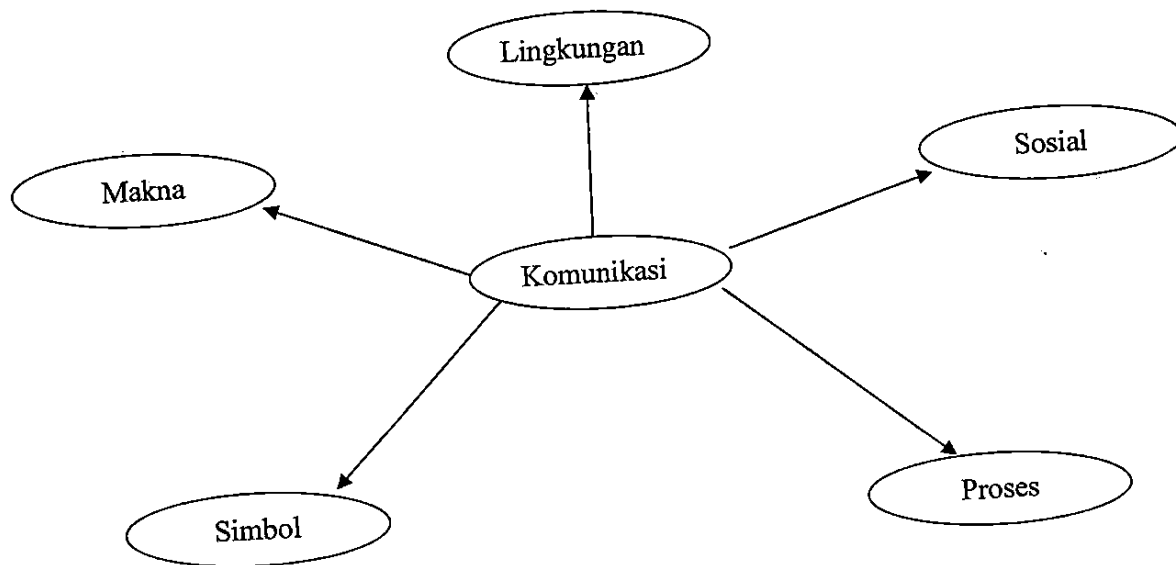 Lingkungan
Sosial
Makna
Komunikasi
Proses
Simbol